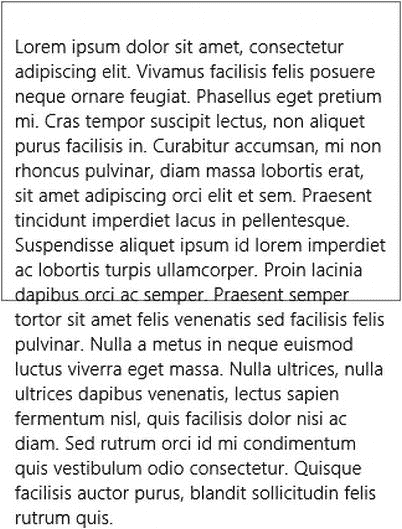 Lorem ipsum dolor sit amet, consectetur
adipiscing elit. Vivamus facilisis felis posuere
neque ornare feugiat. Phasellus eget pretium
mi. Cras tempor suscipit lectus, non aliquet
purus facilisis in. Curabitur accumsan, mi non
rhoncus pulvinar, diam massa lobortis erat,
sit amet adipiscing orci elit et sem. Praesent
tincidunt imperdiet lacus in pellentesque.
Suspendisse aliquet ipsum id lorem imperdiet
ac lobortis turpis ullamcorper. Proin lacinia
dapibus orci ac semper. Praesent semper
tortor sit amet felis venenatis sed facilisis felis
pulvinar. Nulla a metus in neque euismod
luctus viverra eget massa. Nulla ultrices, nulla
ultrices dapibus venenatis, lectus sapien
fermentum nisl, quis facilisis dolor nisi ac
diam. Sed rutrum orci id mi condimentum
quis vestibulum odio consectetur. Quisque
facilisis auctor purus, blandit sollicitudin felis
rutrum quis.